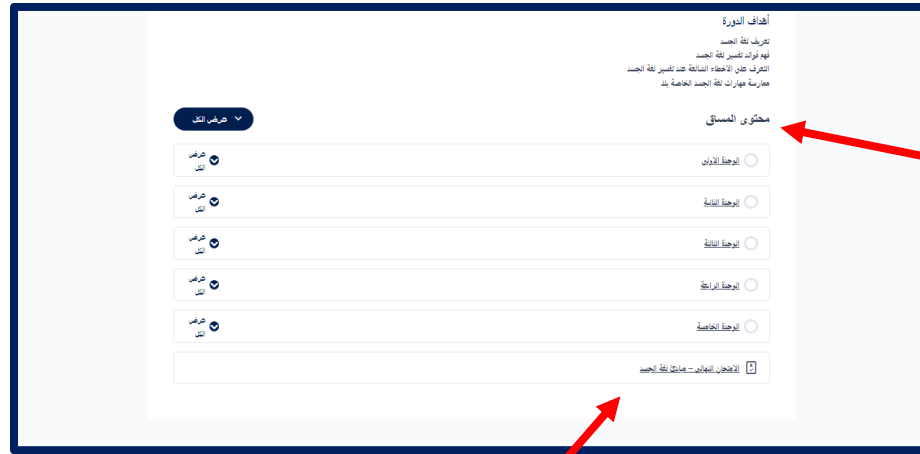 أهداف الدورة
تعريف لغة الجسد
فهم فوائد تفسير لغة الجسد
التعرف على الاخطاء الشائعة عند تفسير لغة الجسد
ممارسة مهارات لغة الجسد الخاصة بك
محتوى المساق
عرض الكل
الوحدة الاولى
عرض
الكل
الوحدة الثانية
عرض
الكل
الوحدة الثالثة
عرض
الكل
الوحدة الرابعة
عرض
الكل
الوحدة الخامسة
عرض
الكل
الامتحان النهائي – مبادئ لغة الجسد